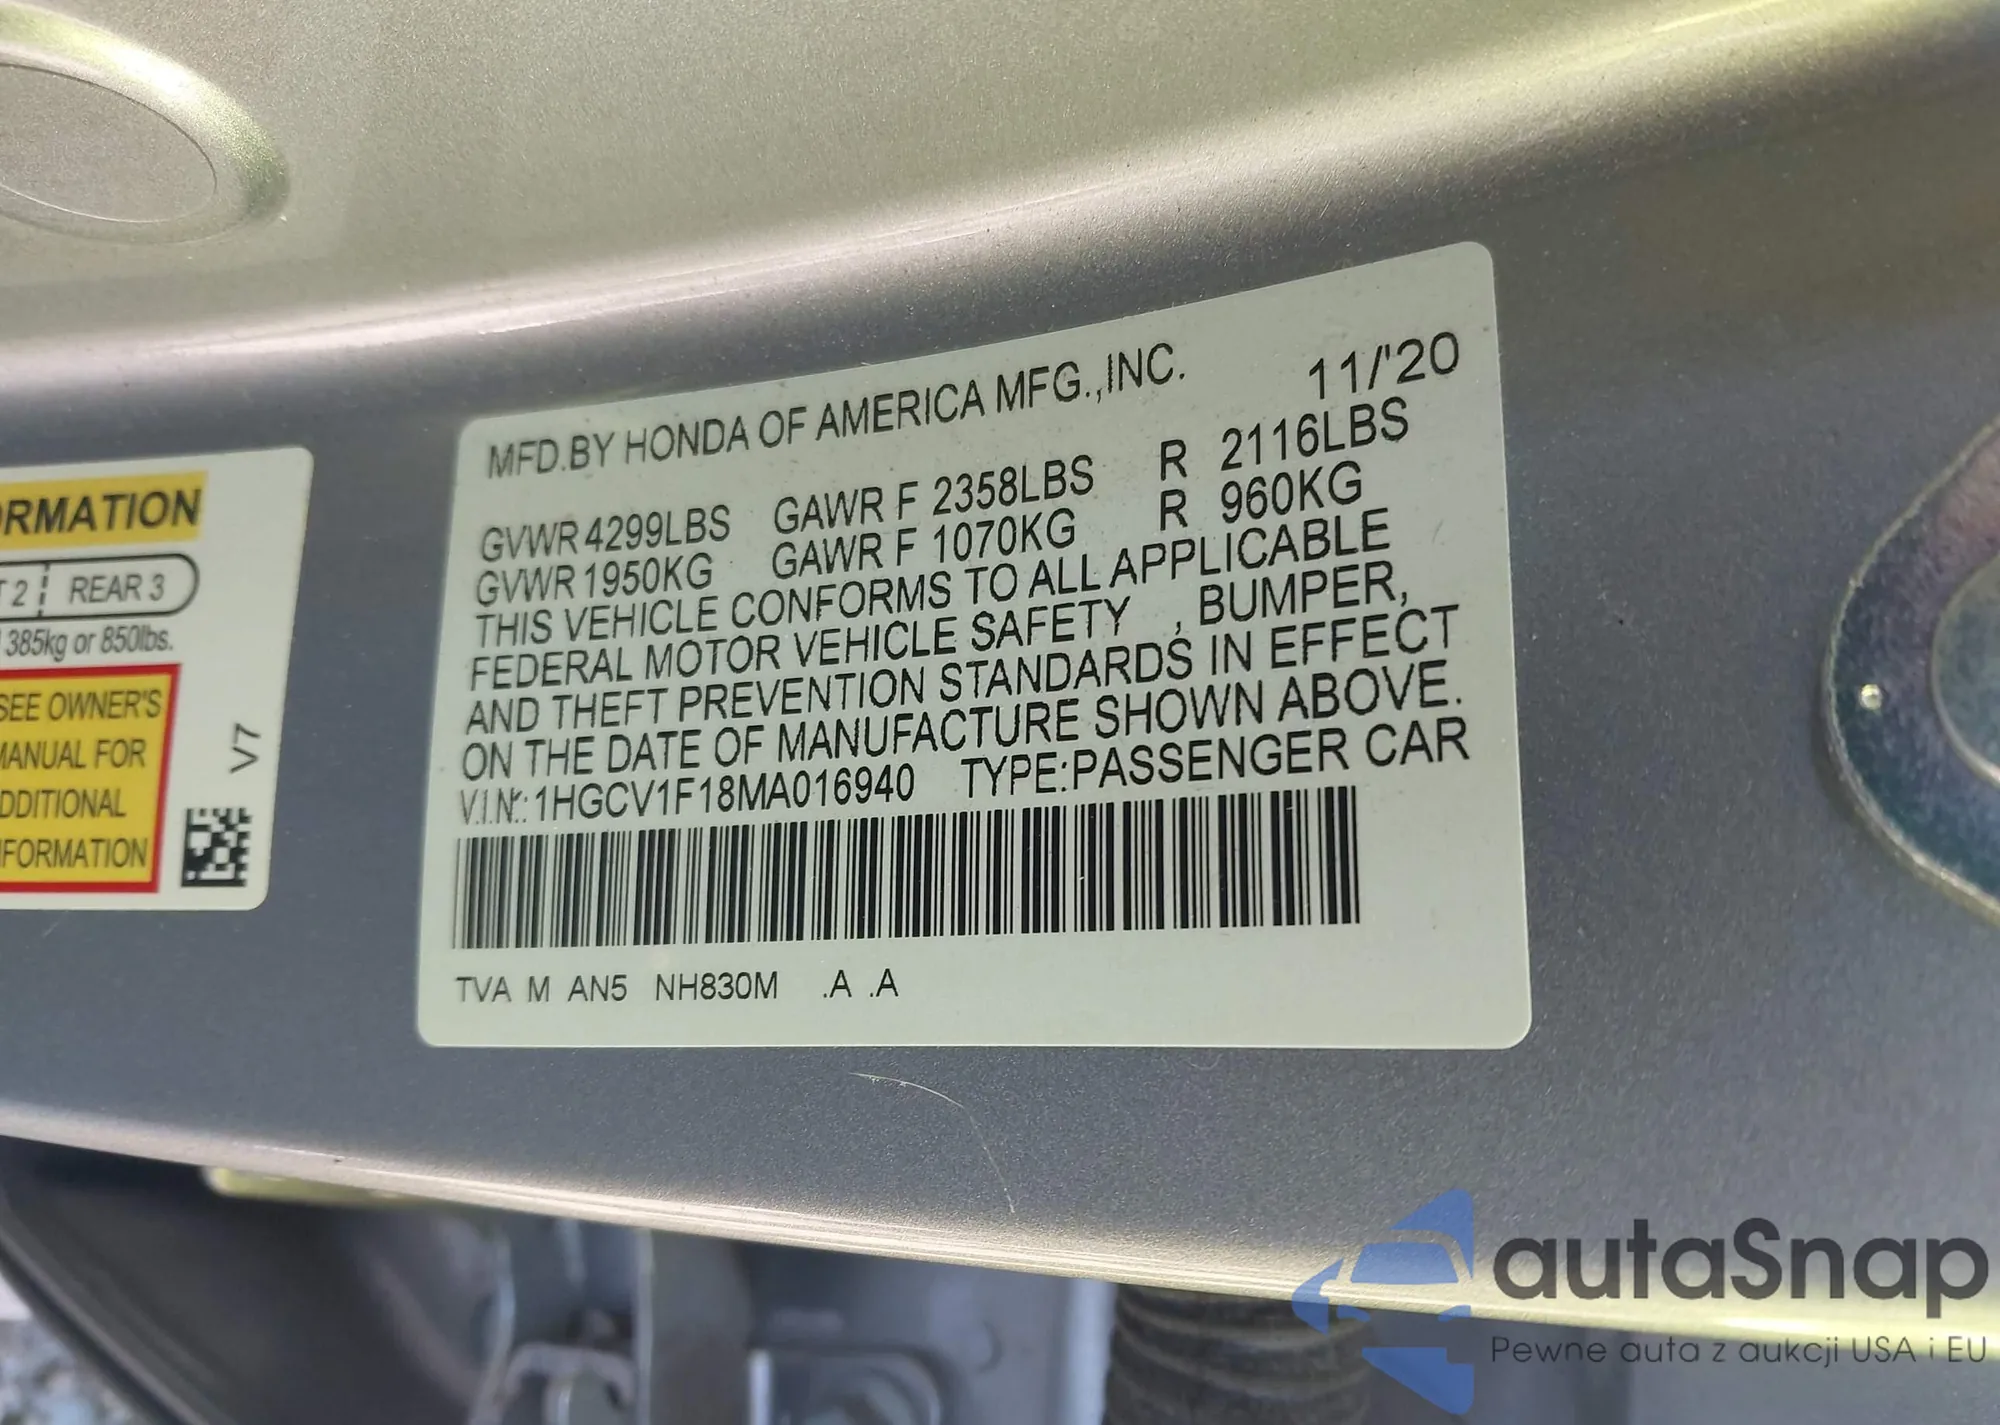 ORMATION
T 2 REAR 3
385kg or 850lbs.
SEE OWNER'S
MANUAL FOR
ADDITIONAL
INFORMATION
V7
MFD.BY HONDA OF AMERICA MFG.,INC. 11/'20
GVWR 4299LBS GAWR F 2358LBS R 2116LBS
GVWR 1950KG GAWR F 1070KG R 960KG
THIS VEHICLE CONFORMS TO ALL APPLICABLE
FEDERAL MOTOR VEHICLE SAFETY , BUMPER,
AND THEFT PREVENTION STANDARDS IN EFFECT
ON THE DATE OF MANUFACTURE SHOWN ABOVE.
V.I.N.: 1HGCV1F18MA016940 TYPE:PASSENGER CAR
TVA M AN5 NH830M .A .A
autaSnap
Pewne auta z aukcji USA i EU